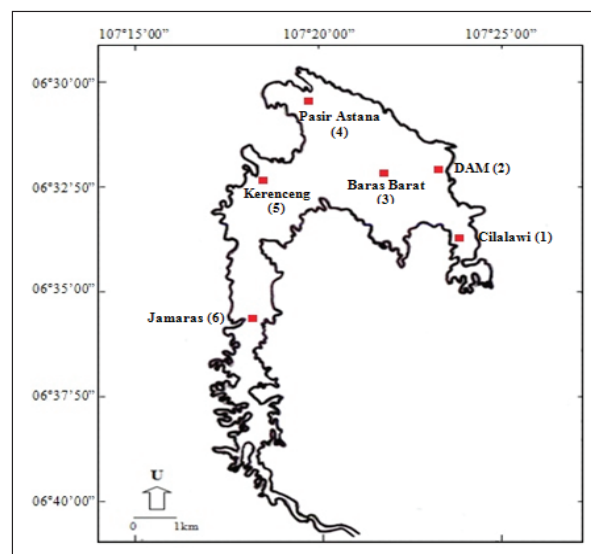 107°15'00" 107°20'00" 107°25'00"
06°30'00"
Pasir Astana
(4)
DAM (2)
06°32'50"
Baras Barat
(3)
Kerenceng
(5)
Cilalawi (1)
06°35'00"
Jamaras (6)
06°37'50"
U
06°40'00"
0 1km